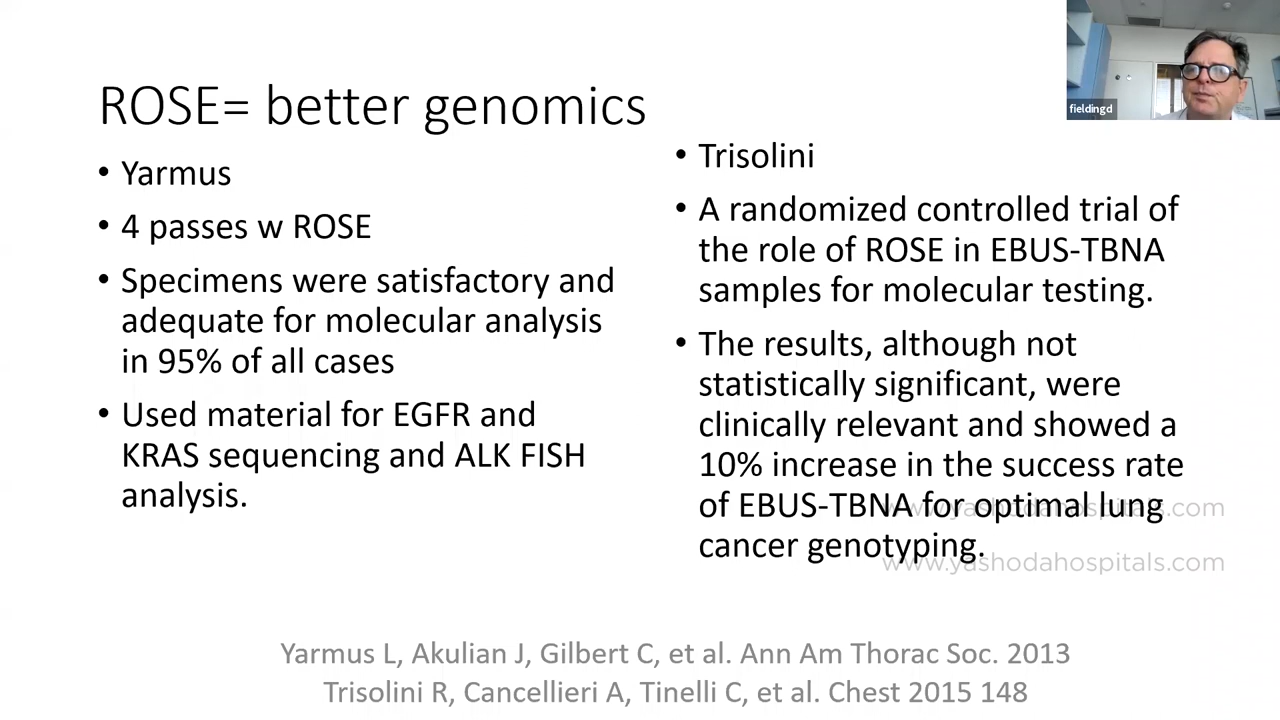 fieldingd
ROSE= better genomics
• Yarmus
• 4 passes w ROSE
• Specimens were satisfactory and
adequate for molecular analysis
in 95% of all cases
• Used material for EGFR and
KRAS sequencing and ALK FISH
analysis.
• Trisolini
• A randomized controlled trial of
the role of ROSE in EBUS-TBNA
samples for molecular testing.
• The results, although not
statistically significant, were
clinically relevant and showed a
10% increase in the success rate
of EBUS-TBNA for optimal lung
cancer genotyping.
www.yashodahospitals.com
www.yashodahospitals.com
Yarmus L, Akulian J, Gilbert C, et al. Ann Am Thorac Soc. 2013
Trisolini R, Cancellieri A, Tinelli C, et al. Chest 2015 148